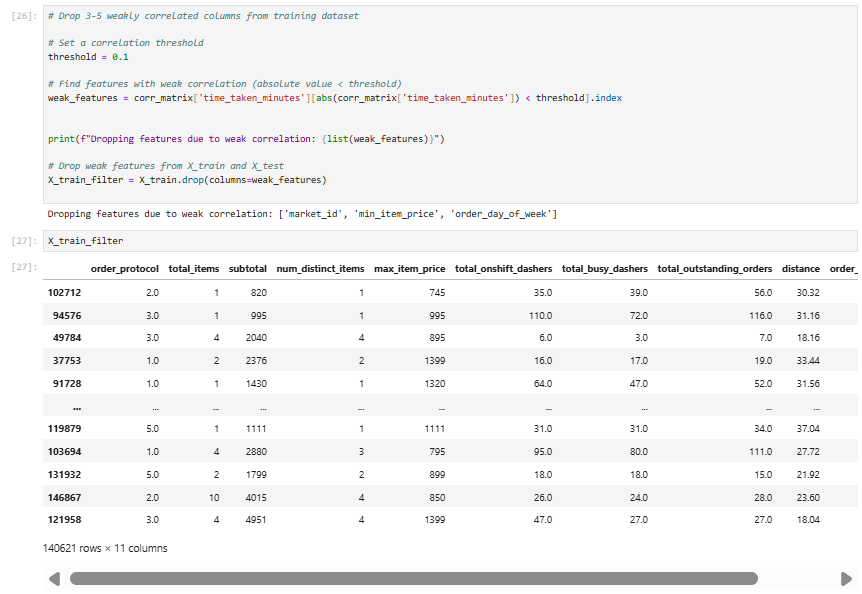 [26]:
# Drop 3-5 weakly correlated columns from training dataset
# Set a correlation threshold
threshold = 0.1
# Find features with weak correlation (absolute value < threshold)
weak_features = corr_matrix['time_taken_minutes'][abs(corr_matrix['time_taken_minutes']) < threshold].index
print(f"Dropping features due to weak correlation: {list(weak_features)}")
# Drop weak features from X_train and X_test
X_train_filter = X_train.drop(columns=weak_features)
Dropping features due to weak correlation: ['market_id', 'min_item_price', 'order_day_of_week']
[27]: X_train_filter
[27]:
order_protocol total_items subtotal num_distinct_items max_item_price total_onshift_dashers total_busy_dashers total_outstanding_orders distance order_
102712 2.0 1 820 1 745 35.0 39.0 56.0 30.32
94576 3.0 1 995 1 995 110.0 72.0 116.0 31.16
49784 3.0 4 2040 4 895 6.0 3.0 7.0 18.16
37753 1.0 2 2376 2 1399 16.0 17.0 19.0 33.44
91728 1.0 1 1430 1 1320 64.0 47.0 52.0 31.56
... ... ... ... ... ... ... ... ... ...
119879 5.0 1 1111 1 1111 31.0 31.0 34.0 37.04
103694 1.0 4 2880 3 795 95.0 80.0 111.0 27.72
131932 5.0 2 1799 2 899 18.0 18.0 15.0 21.92
146867 2.0 10 4015 4 850 26.0 24.0 28.0 23.60
121958 3.0 4 4951 4 1399 47.0 27.0 27.0 18.04
140621 rows × 11 columns